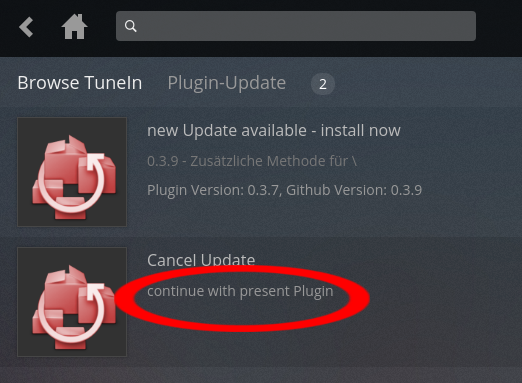 Browse TuneIn Plugin-Update 2
new Update available - install now
0.3.9 - Zusätzliche Methode für \
Plugin Version: 0.3.7, Github Version: 0.3.9
Cancel Update
continue with present Plugin